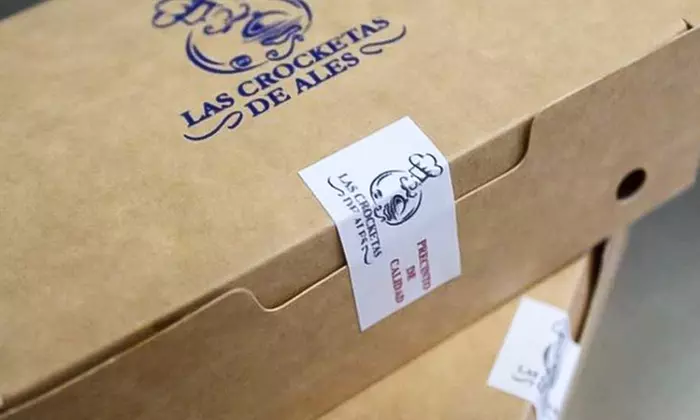 LAS CROCKETAS
DE ALES
LAS CROCKETAS
DE ALES
PRECINTO
DE
CALIDAD